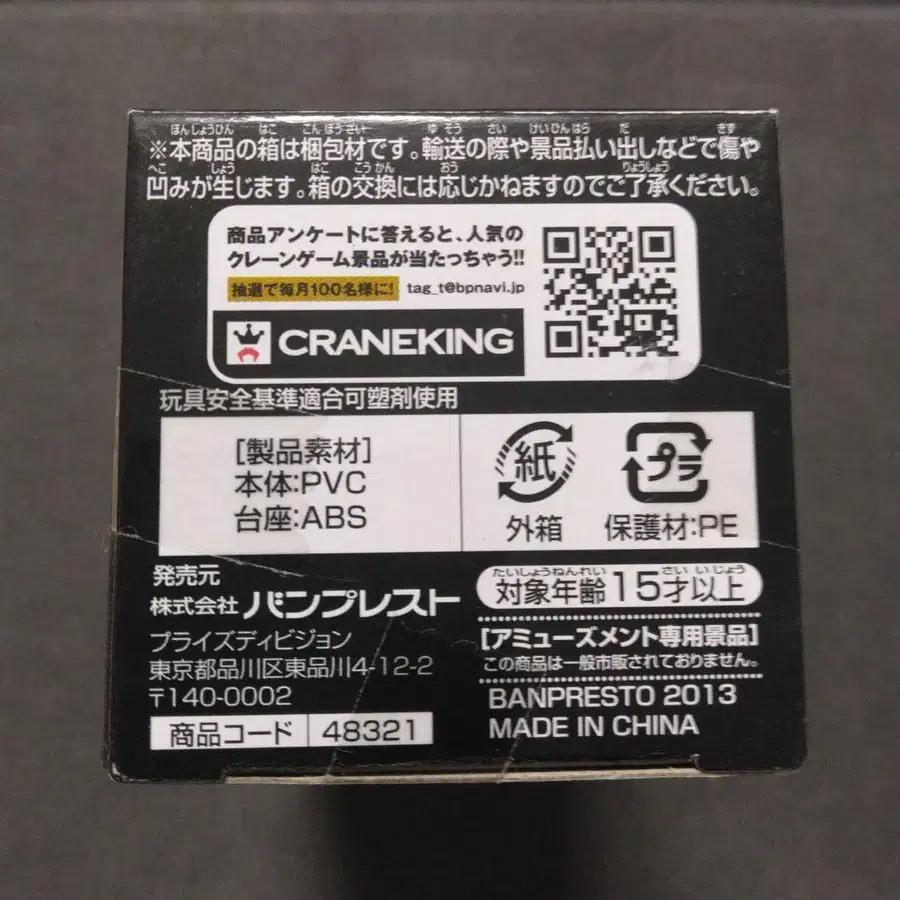 ※本商品の箱は梱包材です。輸送の際や景品払い出しなどで傷や
凹みが生じます。箱の交換には応じかねますのでご了承ください。
商品アンケートに答えると、人気の
クレーンゲーム景品が当たっちゃう!!
抽選で毎月100名様に! tag_t@bpnavi.jp
CRANEKING
玩具安全基準適合可塑剤使用
[製品素材]
本体:PVC
台座:ABS
紙
外箱
プラ
保護材:PE
発売元
株式会社 バンプレスト
プライズディビジョン
東京都品川区東品川4-12-2
〒140-0002
商品コード 48321
対象年齢15才以上
[アミューズメント専用景品]
この商品は一般市販されておりません。
BANPRESTO 2013
MADE IN CHINA